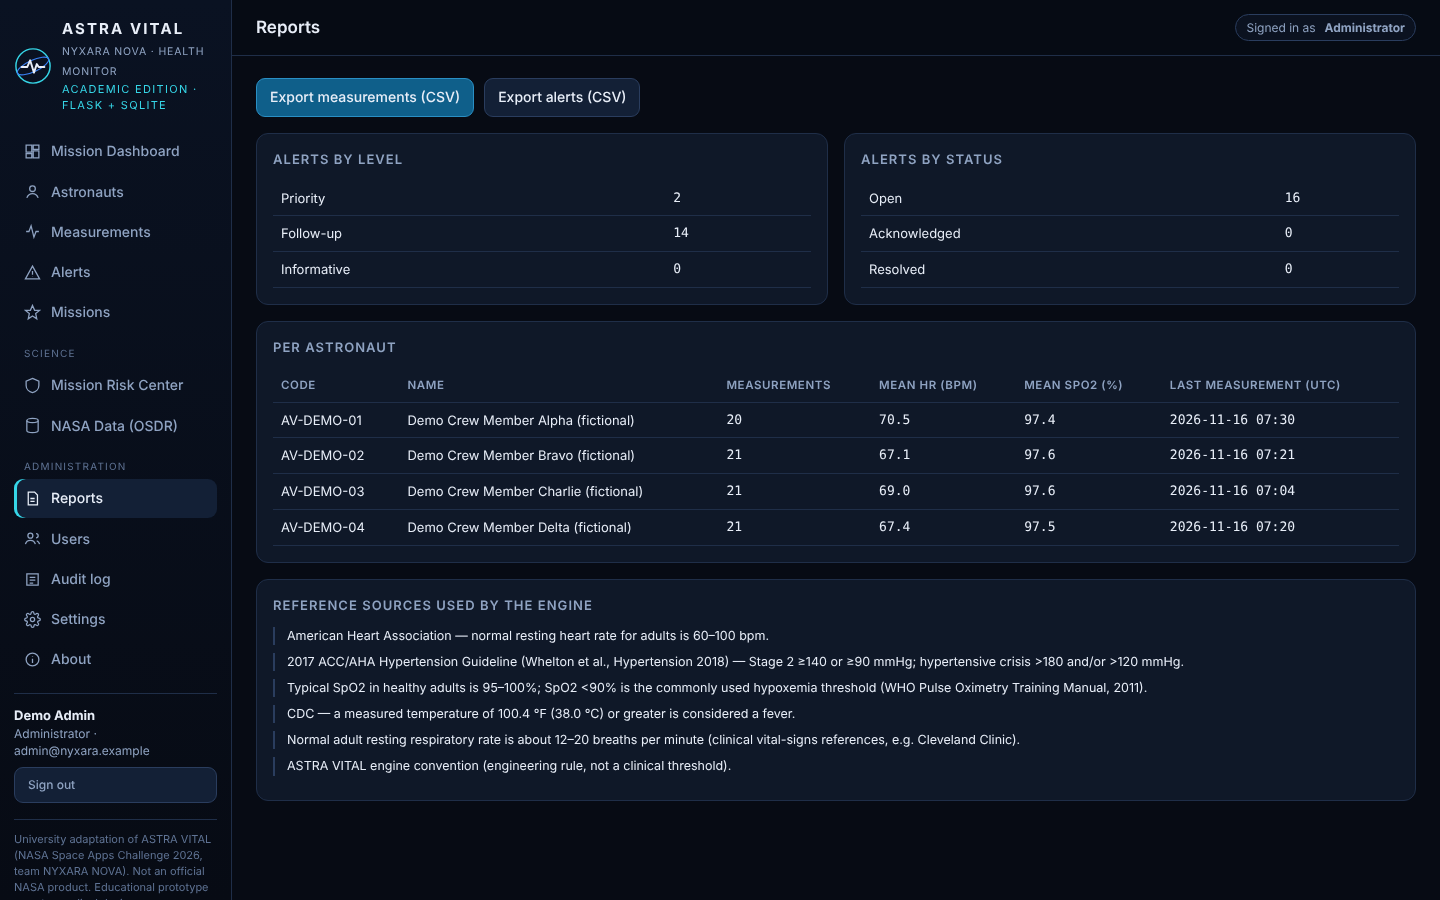 ASTRA VITAL
NYXARA NOVA · HEALTH
MONITOR
ACADEMIC EDITION ·
FLASK + SQLITE
Mission Dashboard
Astronauts
Measurements
Alerts
Missions
SCIENCE
Mission Risk Center
NASA Data (OSDR)
ADMINISTRATION
Reports
Users
Audit log
Settings
About
Demo Admin
Administrator ·
admin@nyxara.example
Sign out
University adaptation of ASTRA VITAL
(NASA Space Apps Challenge 2026,
team NYXARA NOVA). Not an official
NASA product. Educational prototype
Reports
Signed in as Administrator
Export measurements (CSV)
Export alerts (CSV)
ALERTS BY LEVEL
Priority 2
Follow-up 14
Informative 0
ALERTS BY STATUS
Open 16
Acknowledged 0
Resolved 0
PER ASTRONAUT
CODE NAME MEASUREMENTS MEAN HR (BPM) MEAN SPO2 (%) LAST MEASUREMENT (UTC)
AV-DEMO-01 Demo Crew Member Alpha (fictional) 20 70.5 97.4 2026-11-16 07:30
AV-DEMO-02 Demo Crew Member Bravo (fictional) 21 67.1 97.6 2026-11-16 07:21
AV-DEMO-03 Demo Crew Member Charlie (fictional) 21 69.0 97.6 2026-11-16 07:04
AV-DEMO-04 Demo Crew Member Delta (fictional) 21 67.4 97.5 2026-11-16 07:20
REFERENCE SOURCES USED BY THE ENGINE
American Heart Association — normal resting heart rate for adults is 60–100 bpm.
2017 ACC/AHA Hypertension Guideline (Whelton et al., Hypertension 2018) — Stage 2 ≥140 or ≥90 mmHg; hypertensive crisis >180 and/or >120 mmHg.
Typical SpO2 in healthy adults is 95–100%; SpO2 <90% is the commonly used hypoxemia threshold (WHO Pulse Oximetry Training Manual, 2011).
CDC — a measured temperature of 100.4 °F (38.0 °C) or greater is considered a fever.
Normal adult resting respiratory rate is about 12–20 breaths per minute (clinical vital-signs references, e.g. Cleveland Clinic).
ASTRA VITAL engine convention (engineering rule, not a clinical threshold).